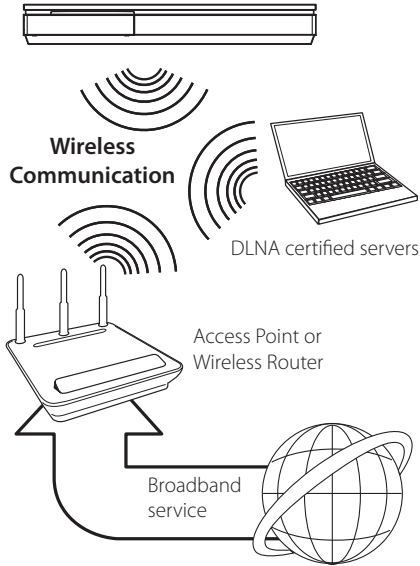 Wireless
Communication
DLNA certified servers
Access Point or
Wireless Router
Broadband
service